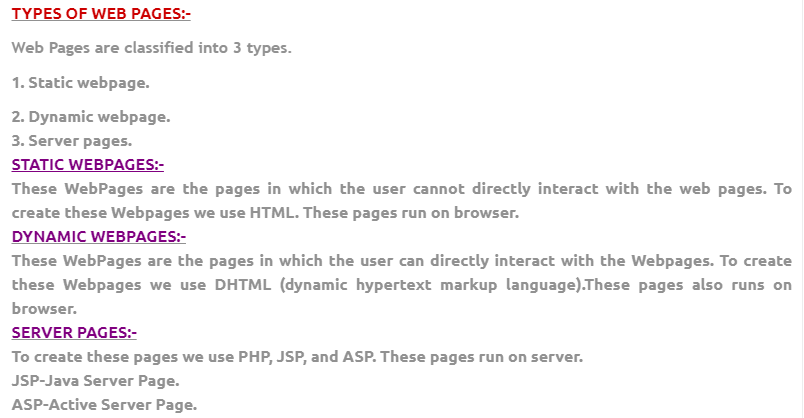 TYPES OF WEB PAGES:-
Web Pages are classified into 3 types.
1. Static webpage.
2. Dynamic webpage.
3. Server pages.
STATIC WEBPAGES:-
These WebPages are the pages in which the user cannot directly interact with the web pages. To
create these Webpages we use HTML. These pages run on browser.
DYNAMIC WEBPAGES:-
These WebPages are the pages in which the user can directly interact with the Webpages. To create
these Webpages we use DHTML (dynamic hypertext markup language).These pages also runs on
browser.
SERVER PAGES:-
To create these pages we use PHP, JSP, and ASP. These pages run on server.
JSP-Java Server Page.
ASP-Active Server Page.